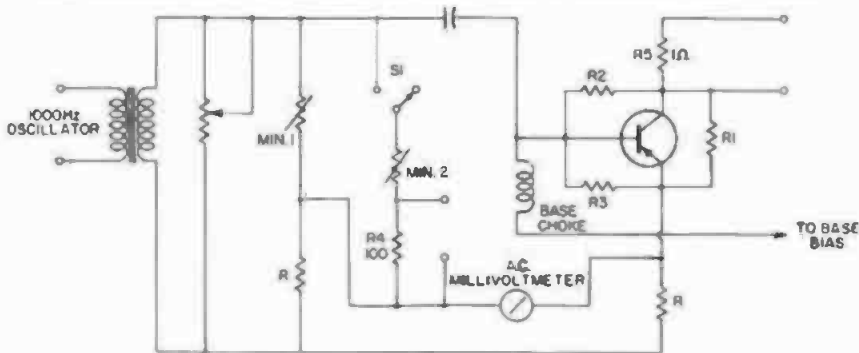 1000Hz
OSCILLATOR
MIN. 1
S1
MIN. 2
R4
100
R
BASE
CHOKE
A.C.
MILLIVOLTMETER
R2
R3
R5
1Ω
R1
TO BASE
BIAS
R